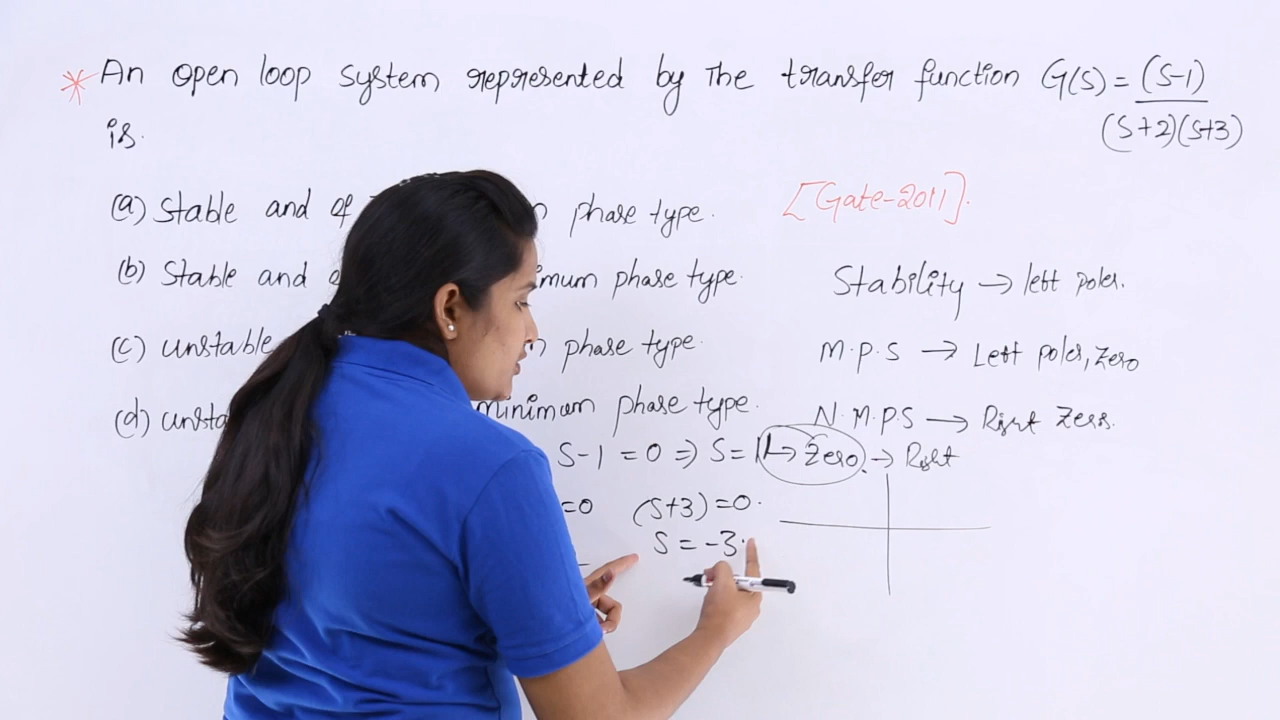 * An open loop system represented by the transfer function G(s) = (s-1)
(s+2)(s+3)
is.
(a) Stable and of phase type.
[Gate-2011].
(b) Stable and phase type.
Stability → left poles.
(c) unstable phase type.
M.P.S → Left poles, Zero
(d) minimum phase type.
N.M.P.S → Right Zeros.
S-1 = 0 ⇒ S = 1 → Zero. → Right
=0 (s+3) = 0.
S = -3.